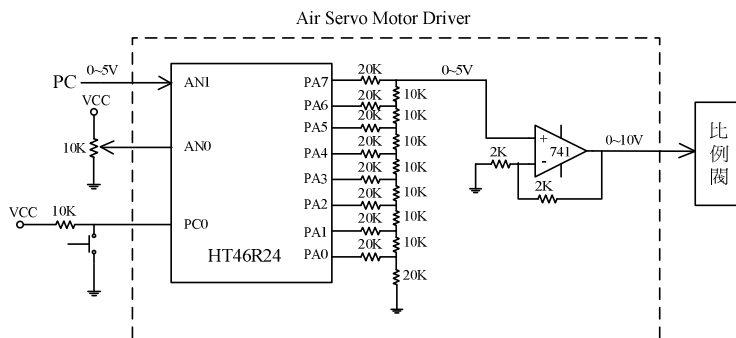 Air Servo Motor Driver
PC
0~5V
AN1
VCC
10K
AN0
VCC
10K
PC0
HT46R24
PA7
PA6
PA5
PA4
PA3
PA2
PA1
PA0
20K
20K
20K
20K
20K
20K
20K
20K
10K
10K
10K
10K
10K
10K
10K
20K
0~5V
+
-
741
2K
2K
0~10V
比
例
閥